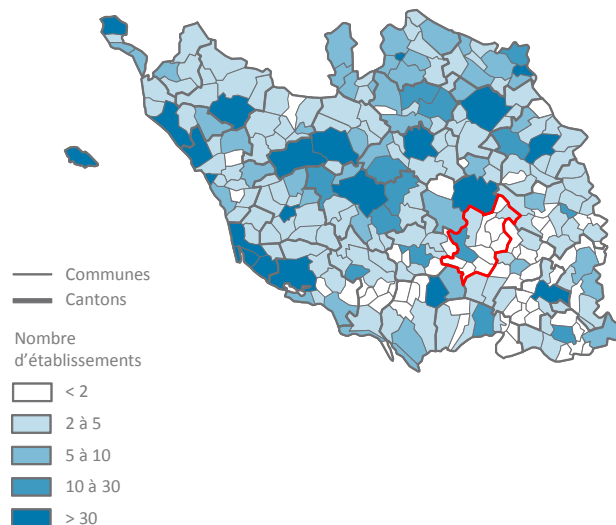 Communes
Cantons
Nombre
d’établissements
< 2
2 à 5
5 à 10
10 à 30
> 30